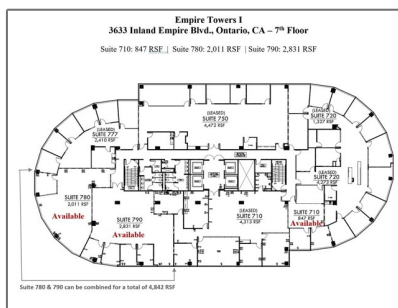 Empire Towers I
3633 Inland Empire Blvd., Ontario, CA – 7th Floor
Suite 710: 847 RSF | Suite 780: 2,011 RSF | Suite 790: 2,831 RSF
(LEASED)
SUITE 750
4,472 RSF
(LEASED)
SUITE 720
1,327 RSF
(LEASED)
SUITE 777
2,410 RSF
(LEASED)
SUITE 720
SUITE 780
2,011 RSF
Available
SUITE 790
2,831 RSF
Available
(LEASED)
SUITE 710
4,313 RSF
SUITE 710
847 RSF
Available
Suite 780 & 790 can be combined for a total of 4,842 RSF